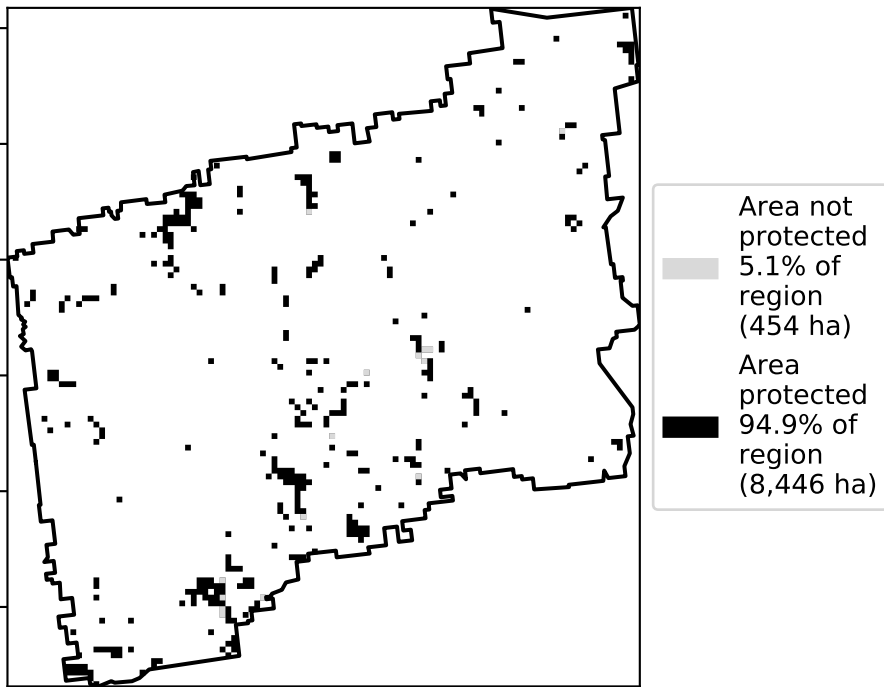 Area not
protected
5.1% of
region
(454 ha)
Area
protected
94.9% of
region
(8,446 ha)